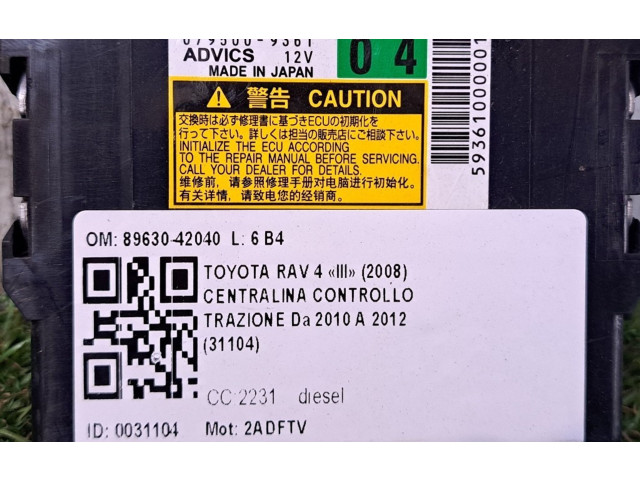 079500-9361
ADVICS 12V
MADE IN JAPAN
04
警告 CAUTION
交換時は必ず修理書に基づきECUの初期化を
行って下さい。詳しくは担当の販売店にご相談下さい。
INITIALIZE THE ECU ACCORDING
TO THE REPAIR MANUAL BEFORE SERVICING.
CALL YOUR DEALER FOR DETAILS.
维修前，请参照修理手册对电脑进行初始化。
有关详情，请致电您的经销商。
593610000001
OM: 89630-42040 L: 6 B4
TOYOTA RAV 4 «III» (2008)
CENTRALINA CONTROLLO
TRAZIONE Da 2010 A 2012
(31104)
CC:2231 diesel
ID: 0031104 Mot: 2ADFTV